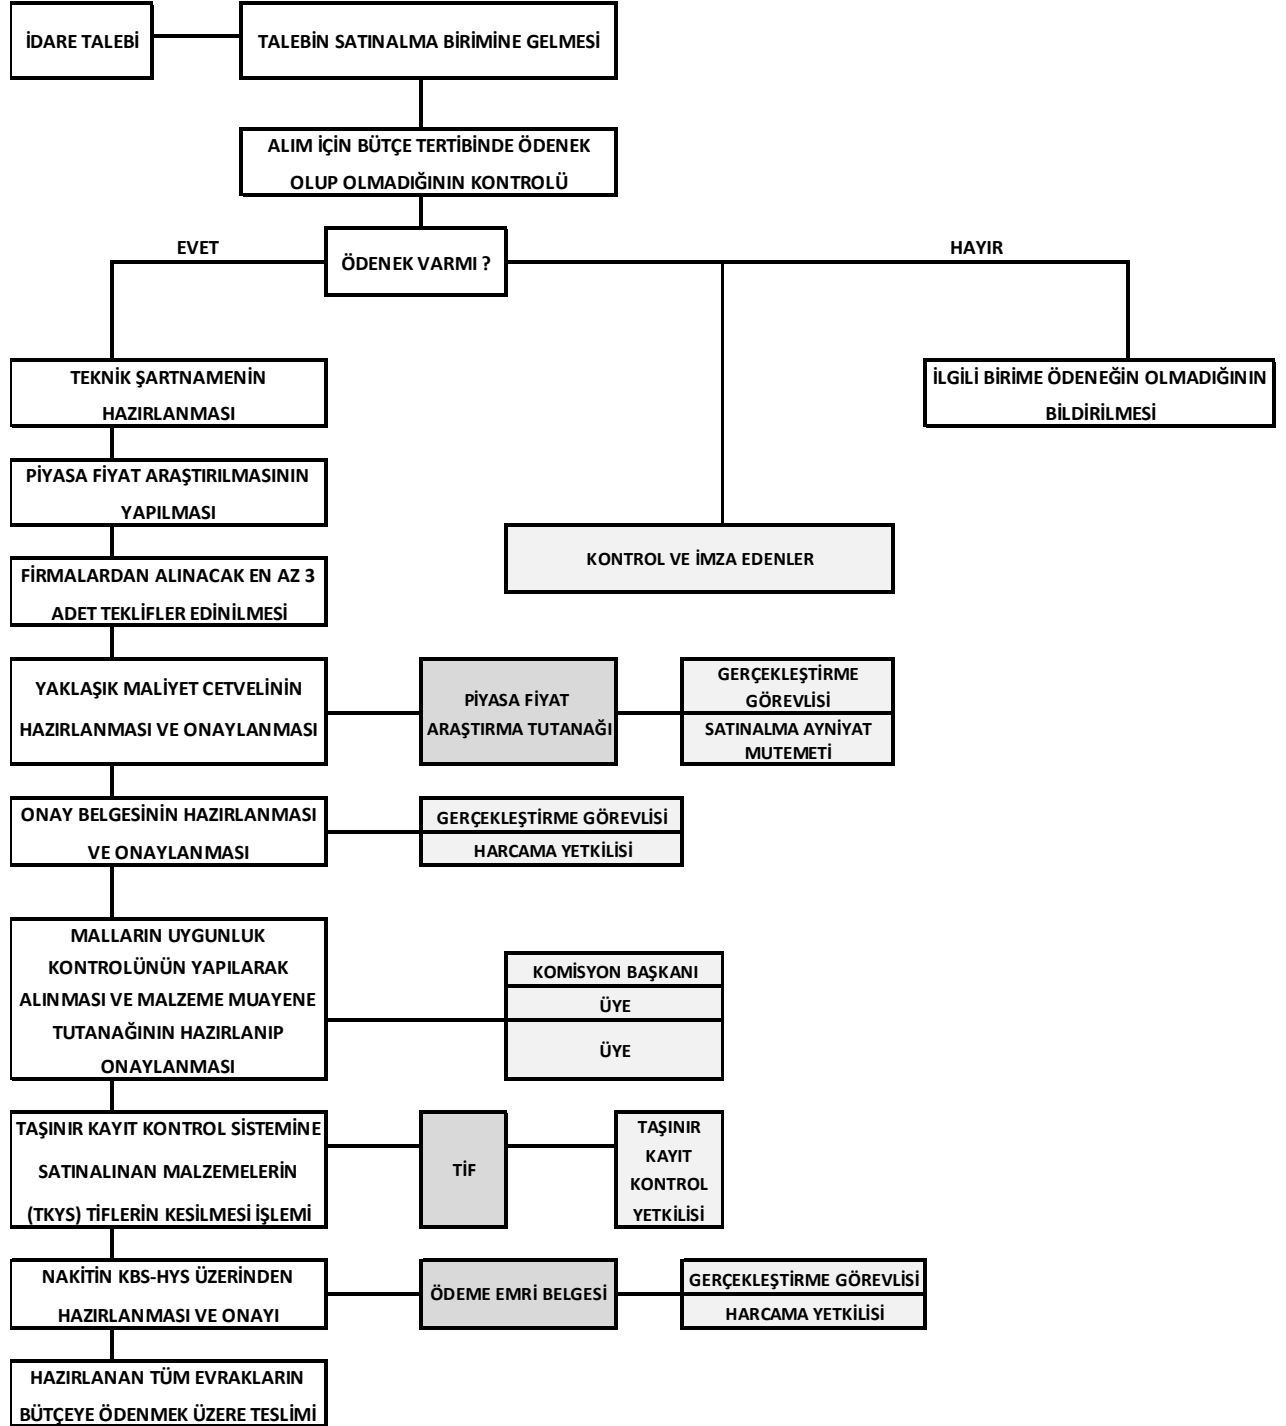 İDARE TALEBİ
TALEBİN SATINALMA BİRİMİNE GELMESİ
ALIM İÇİN BÜTÇE TERTİBİNDE ÖDENEK
OLUP OLMADIĞININ KONTROLÜ
EVET
ÖDENEK VARMI ?
HAYIR
TEKNİK ŞARTNAMENİN
HAZIRLANMASI
İLGİLİ BİRİME ÖDENEĞİN OLMADIĞININ
BİLDİRİLMESİ
PİYASA FİYAT ARAŞTIRILMASININ
YAPILMASI
KONTROL VE İMZA EDENLER
FİRMALARDAN ALINACAK EN AZ 3
ADET TEKLİFLER EDİNİLMESİ
YAKLAŞIK MALİYET CETVELİNİN
HAZIRLANMASI VE ONAYLANMASI
PİYASA FİYAT
ARAŞTIRMA TUTANAĞI
GERÇEKLEŞTİRME
GÖREVLİSİ
SATINALMA AYNİYAT
MUTEMETİ
ONAY BELGESİNİN HAZIRLANMASI
VE ONAYLANMASI
GERÇEKLEŞTİRME GÖREVLİSİ
HARCAMA YETKİLİSİ
MALLARIN UYGUNLUK
KONTROLÜNÜN YAPILARAK
ALINMASI VE MALZEME MUAYENE
TUTANAĞININ HAZIRLANIP
ONAYLANMASI
KOMİSYON BAŞKANI
ÜYE
ÜYE
TAŞINIR KAYIT KONTROL SİSTEMİNE
SATINALINAN MALZEMELERİN
(TKYS) TİFLERİN KESİLMESİ İŞLEMİ
TİF
TAŞINIR
KAYIT
KONTROL
YETKİLİSİ
NAKİTİN KBS-HYS ÜZERİNDEN
HAZIRLANMASI VE ONAYI
ÖDEME EMRİ BELGESİ
GERÇEKLEŞTİRME GÖREVLİSİ
HARCAMA YETKİLİSİ
HAZIRLANAN TÜM EVRAKLARIN
BÜTÇEYE ÖDENMEK ÜZERE TESLİMİ